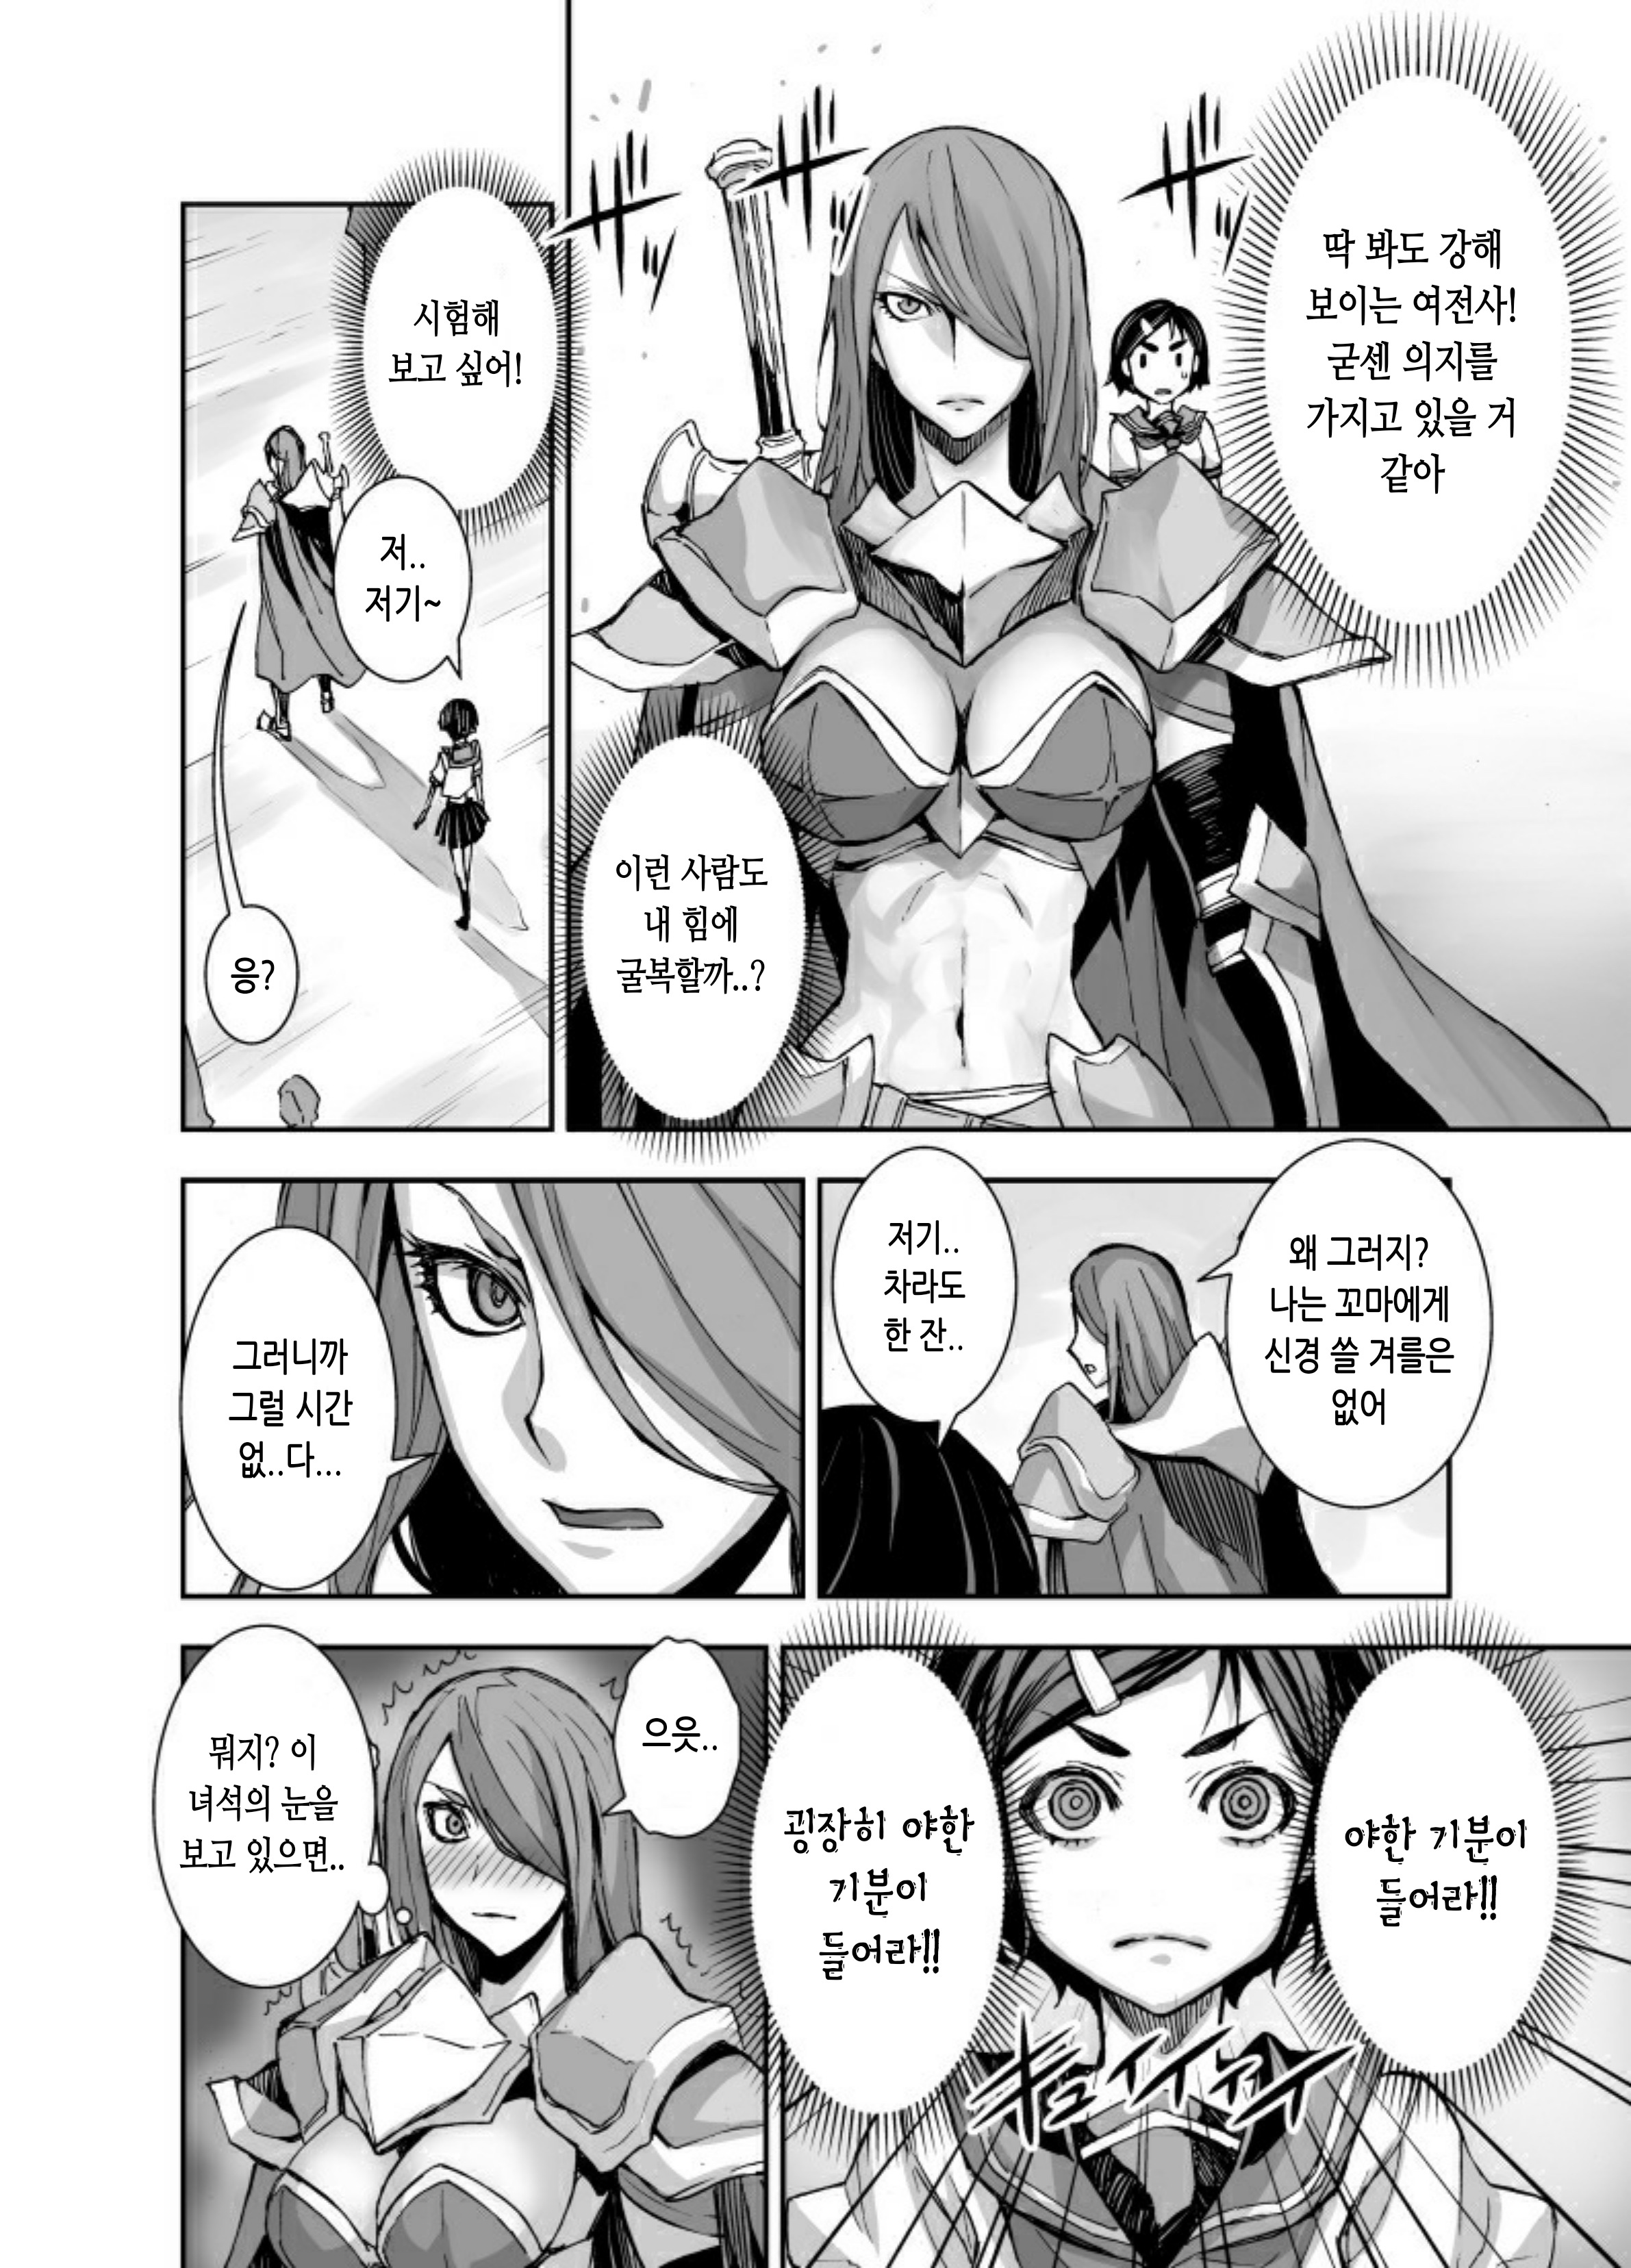 딱 봐도 강해
보이는 여전사!
굳센 의지를
가지고 있을 거
같아
ザッ
ザッ
ザッ
이런 사람도
내 힘에
굴복할까..?
시험해
보고 싶어!
저..
저기~
응?
왜 그러지?
나는 꼬마에게
신경 쓸 겨를은
없어
저기..
차라도
한 잔..
그러니까
그럴 시간
없..다...
야한 기분이
들어라!!
굉장히 야한
기분이
들어라!!
으읏..
뭐지? 이
녀석의 눈을
보고 있으면..